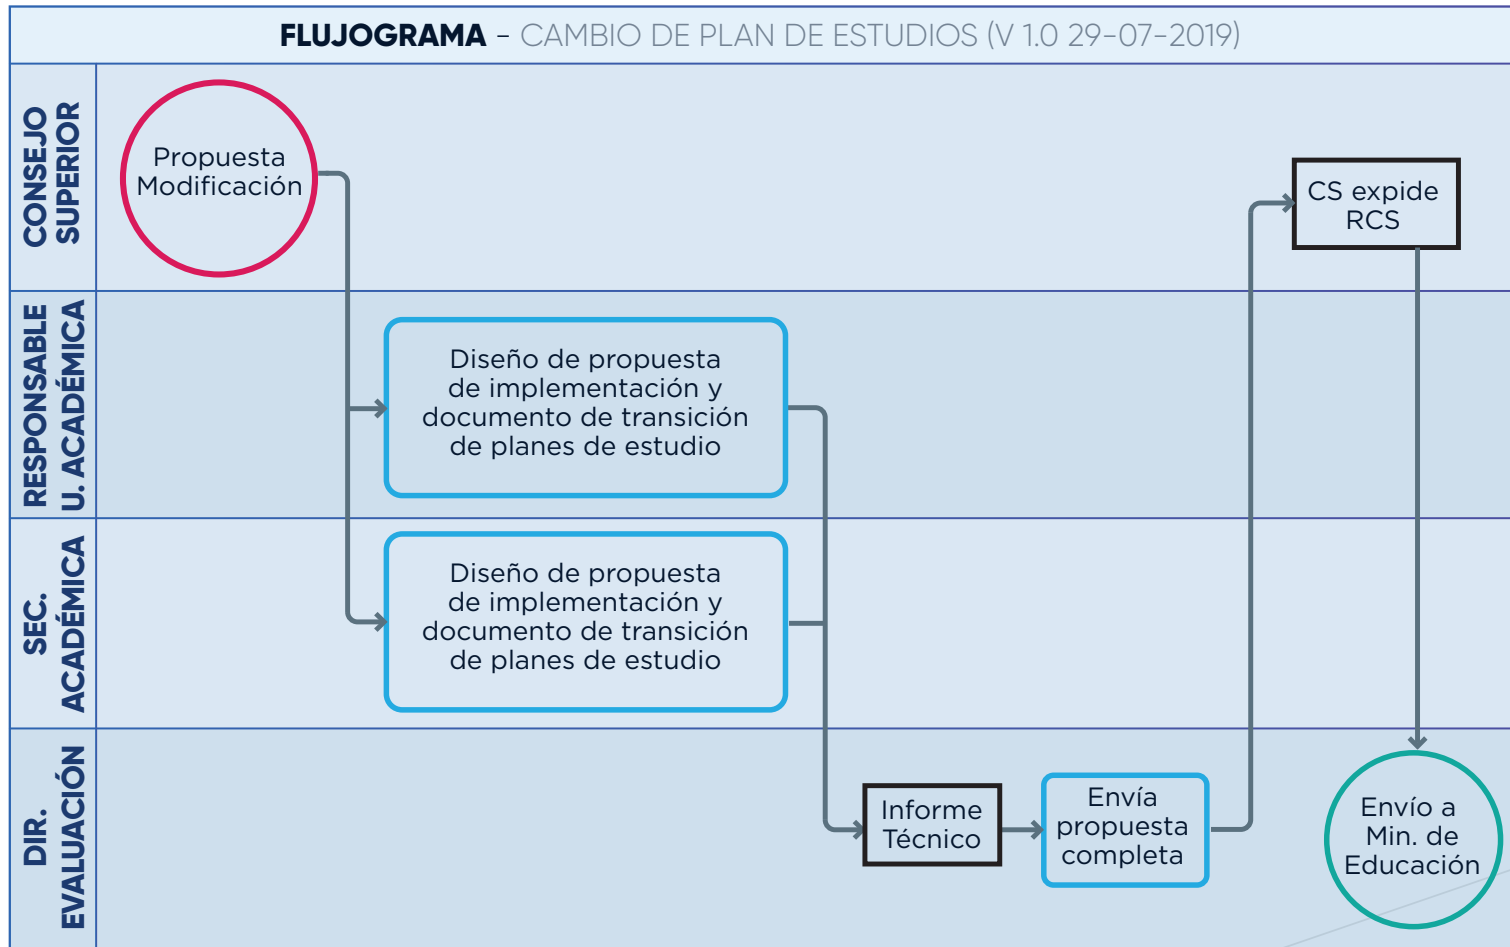 FLUJOGRAMA - CAMBIO DE PLAN DE ESTUDIOS (V 1.0 29-07-2019)
CONSEJO
SUPERIOR
Propuesta
Modificación
CS expide
RCS
RESPONSABLE
U. ACADÉMICA
Diseño de propuesta
de implementación y
documento de transición
de planes de estudio
SEC.
ACADÉMICA
Diseño de propuesta
de implementación y
documento de transición
de planes de estudio
DIR.
EVALUACIÓN
Informe
Técnico
Envía
propuesta
completa
Envío a
Min. de
Educación